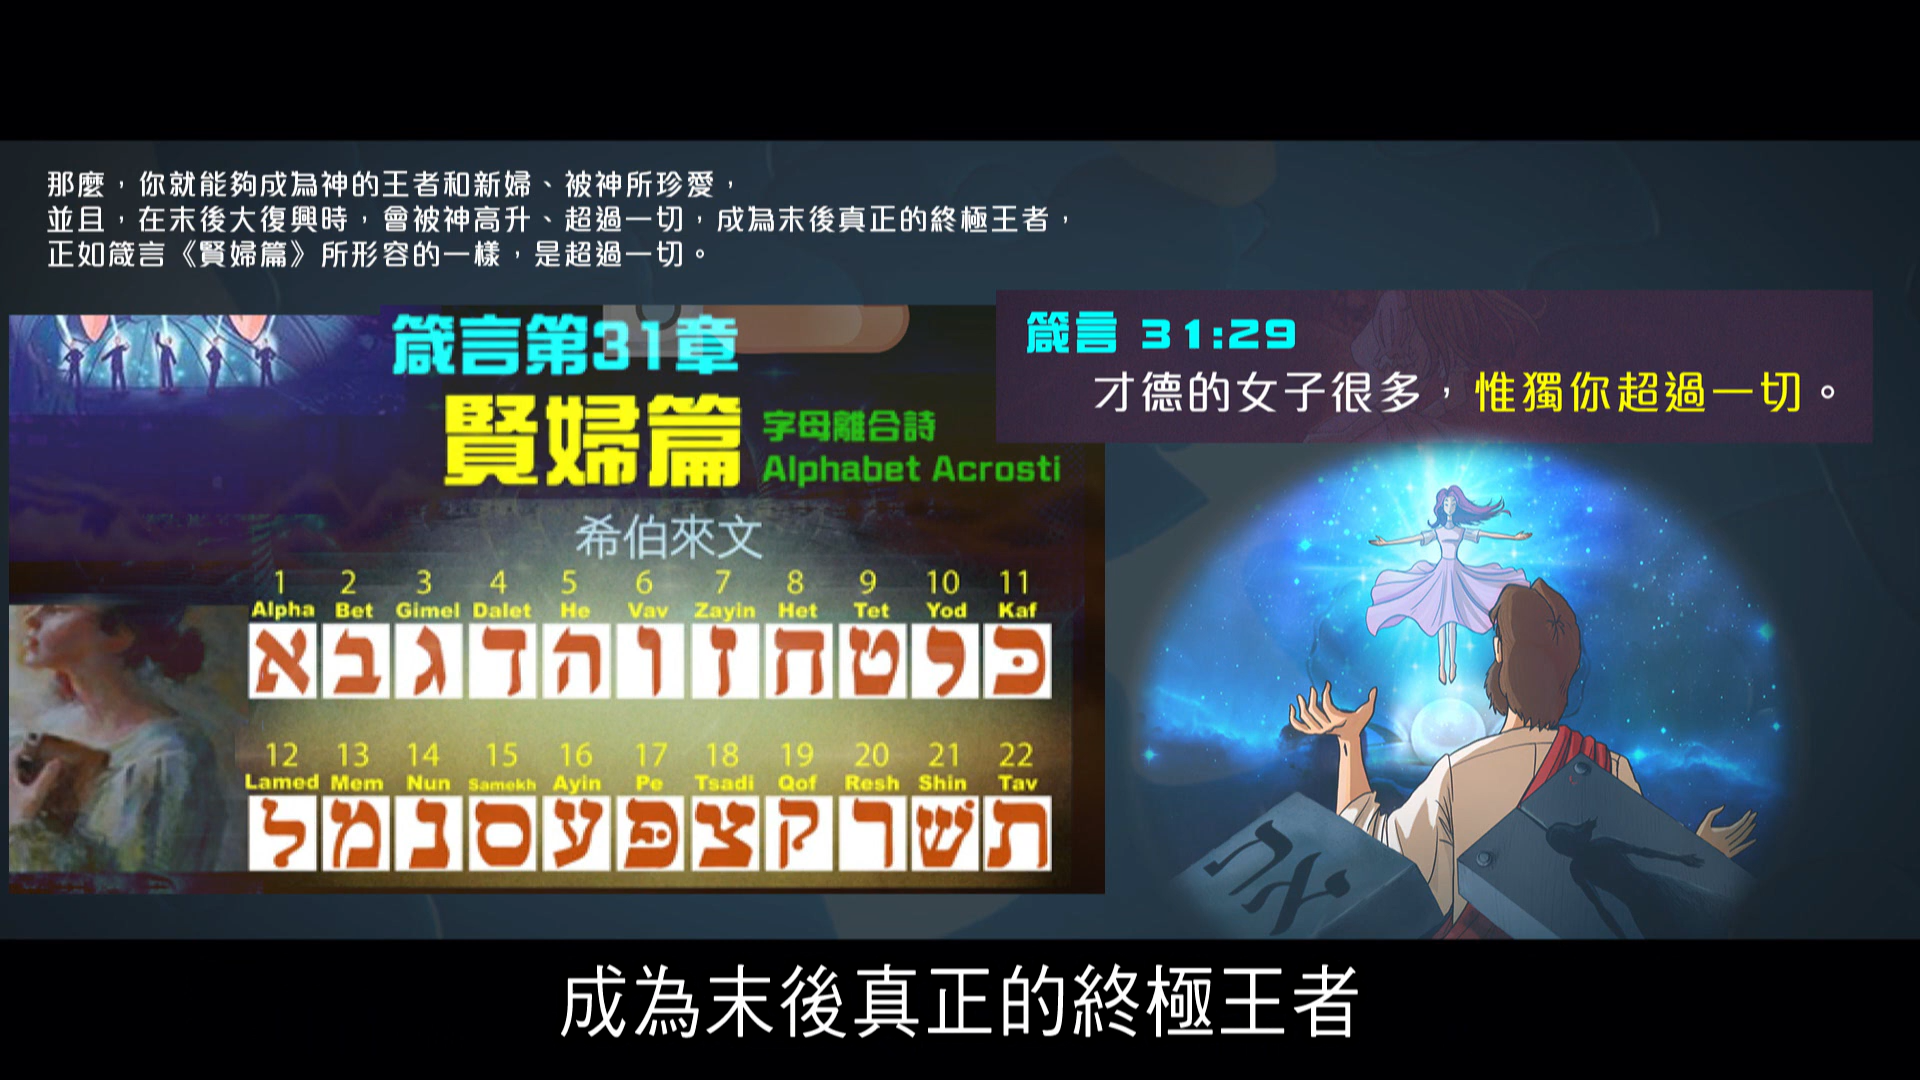 那麼，你就能夠成為神的王者和新婦、被神所珍愛，
並且，在末後大復興時，會被神高升、超過一切，成為末後真正的終極王者，
正如箴言《賢婦篇》所形容的一樣，是超過一切。
箴言第31章
賢婦篇
字母離合詩
Alphabet Acrosti
希伯來文
1 2 3 4 5 6 7 8 9 10 11
Alpha Bet Gimel Dalet He Vav Zayin Het Tet Yod Kaf
א ב ג ד ה ו ז ח ט ל כּ
12 13 14 15 16 17 18 19 20 21 22
Lamed Mem Nun Samekh Ayin Pe Tsadi Qof Resh Shin Tav
ל מ נ ס ע פּ צ ק ר שׁ ת
箴言 31:29
才德的女子很多，惟獨你超過一切。
成為末後真正的終極王者